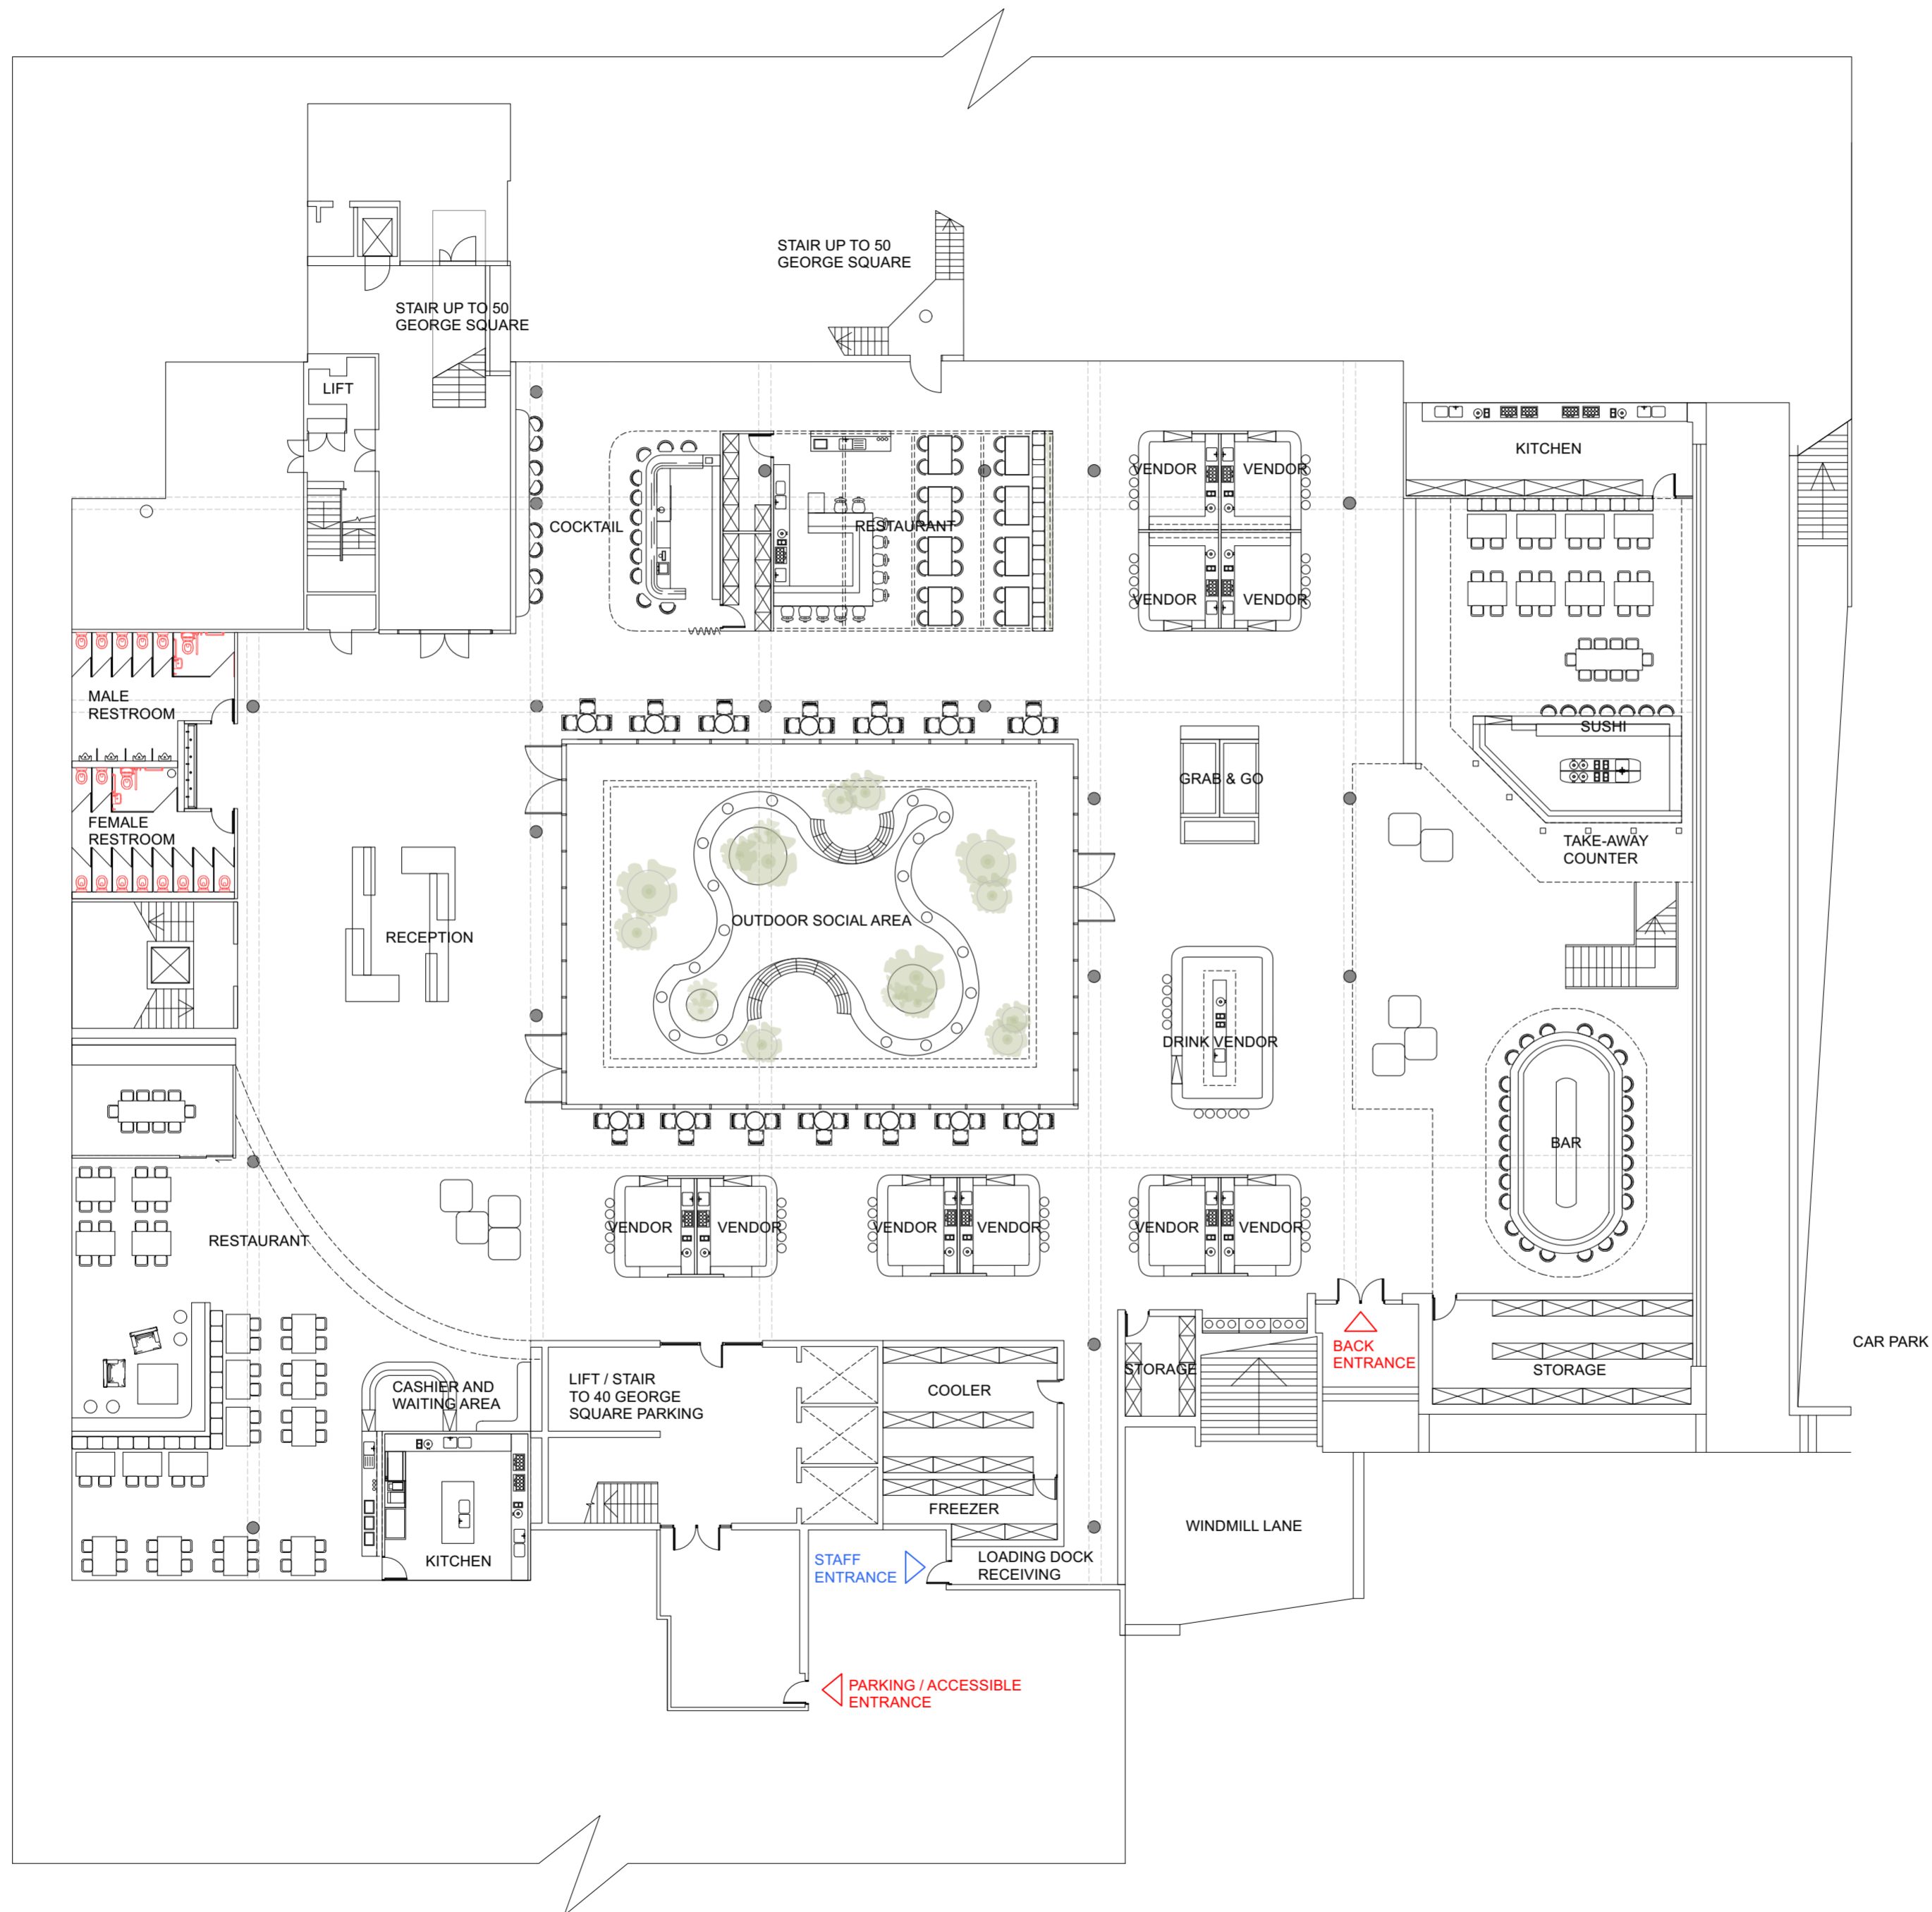 STAIR UP TO 50
GEORGE SQUARE
STAIR UP TO 50
GEORGE SQUARE
LIFT
KITCHEN
VENDOR
VENDOR
COCKTAIL
RESTAURANT
VENDOR
VENDOR
MALE
RESTROOM
SUSHI
GRAB & GO
FEMALE
RESTROOM
TAKE-AWAY
COUNTER
OUTDOOR SOCIAL AREA
RECEPTION
DRINK VENDOR
BAR
VENDOR
VENDOR
VENDOR
VENDOR
VENDOR
VENDOR
RESTAURANT
BACK
ENTRANCE
CAR PARK
STORAGE
STORAGE
LIFT / STAIR
TO 40 GEORGE
SQUARE PARKING
CASHIER AND
WAITING AREA
COOLER
FREEZER
WINDMILL LANE
KITCHEN
STAFF
ENTRANCE
LOADING DOCK
RECEIVING
PARKING / ACCESSIBLE
ENTRANCE